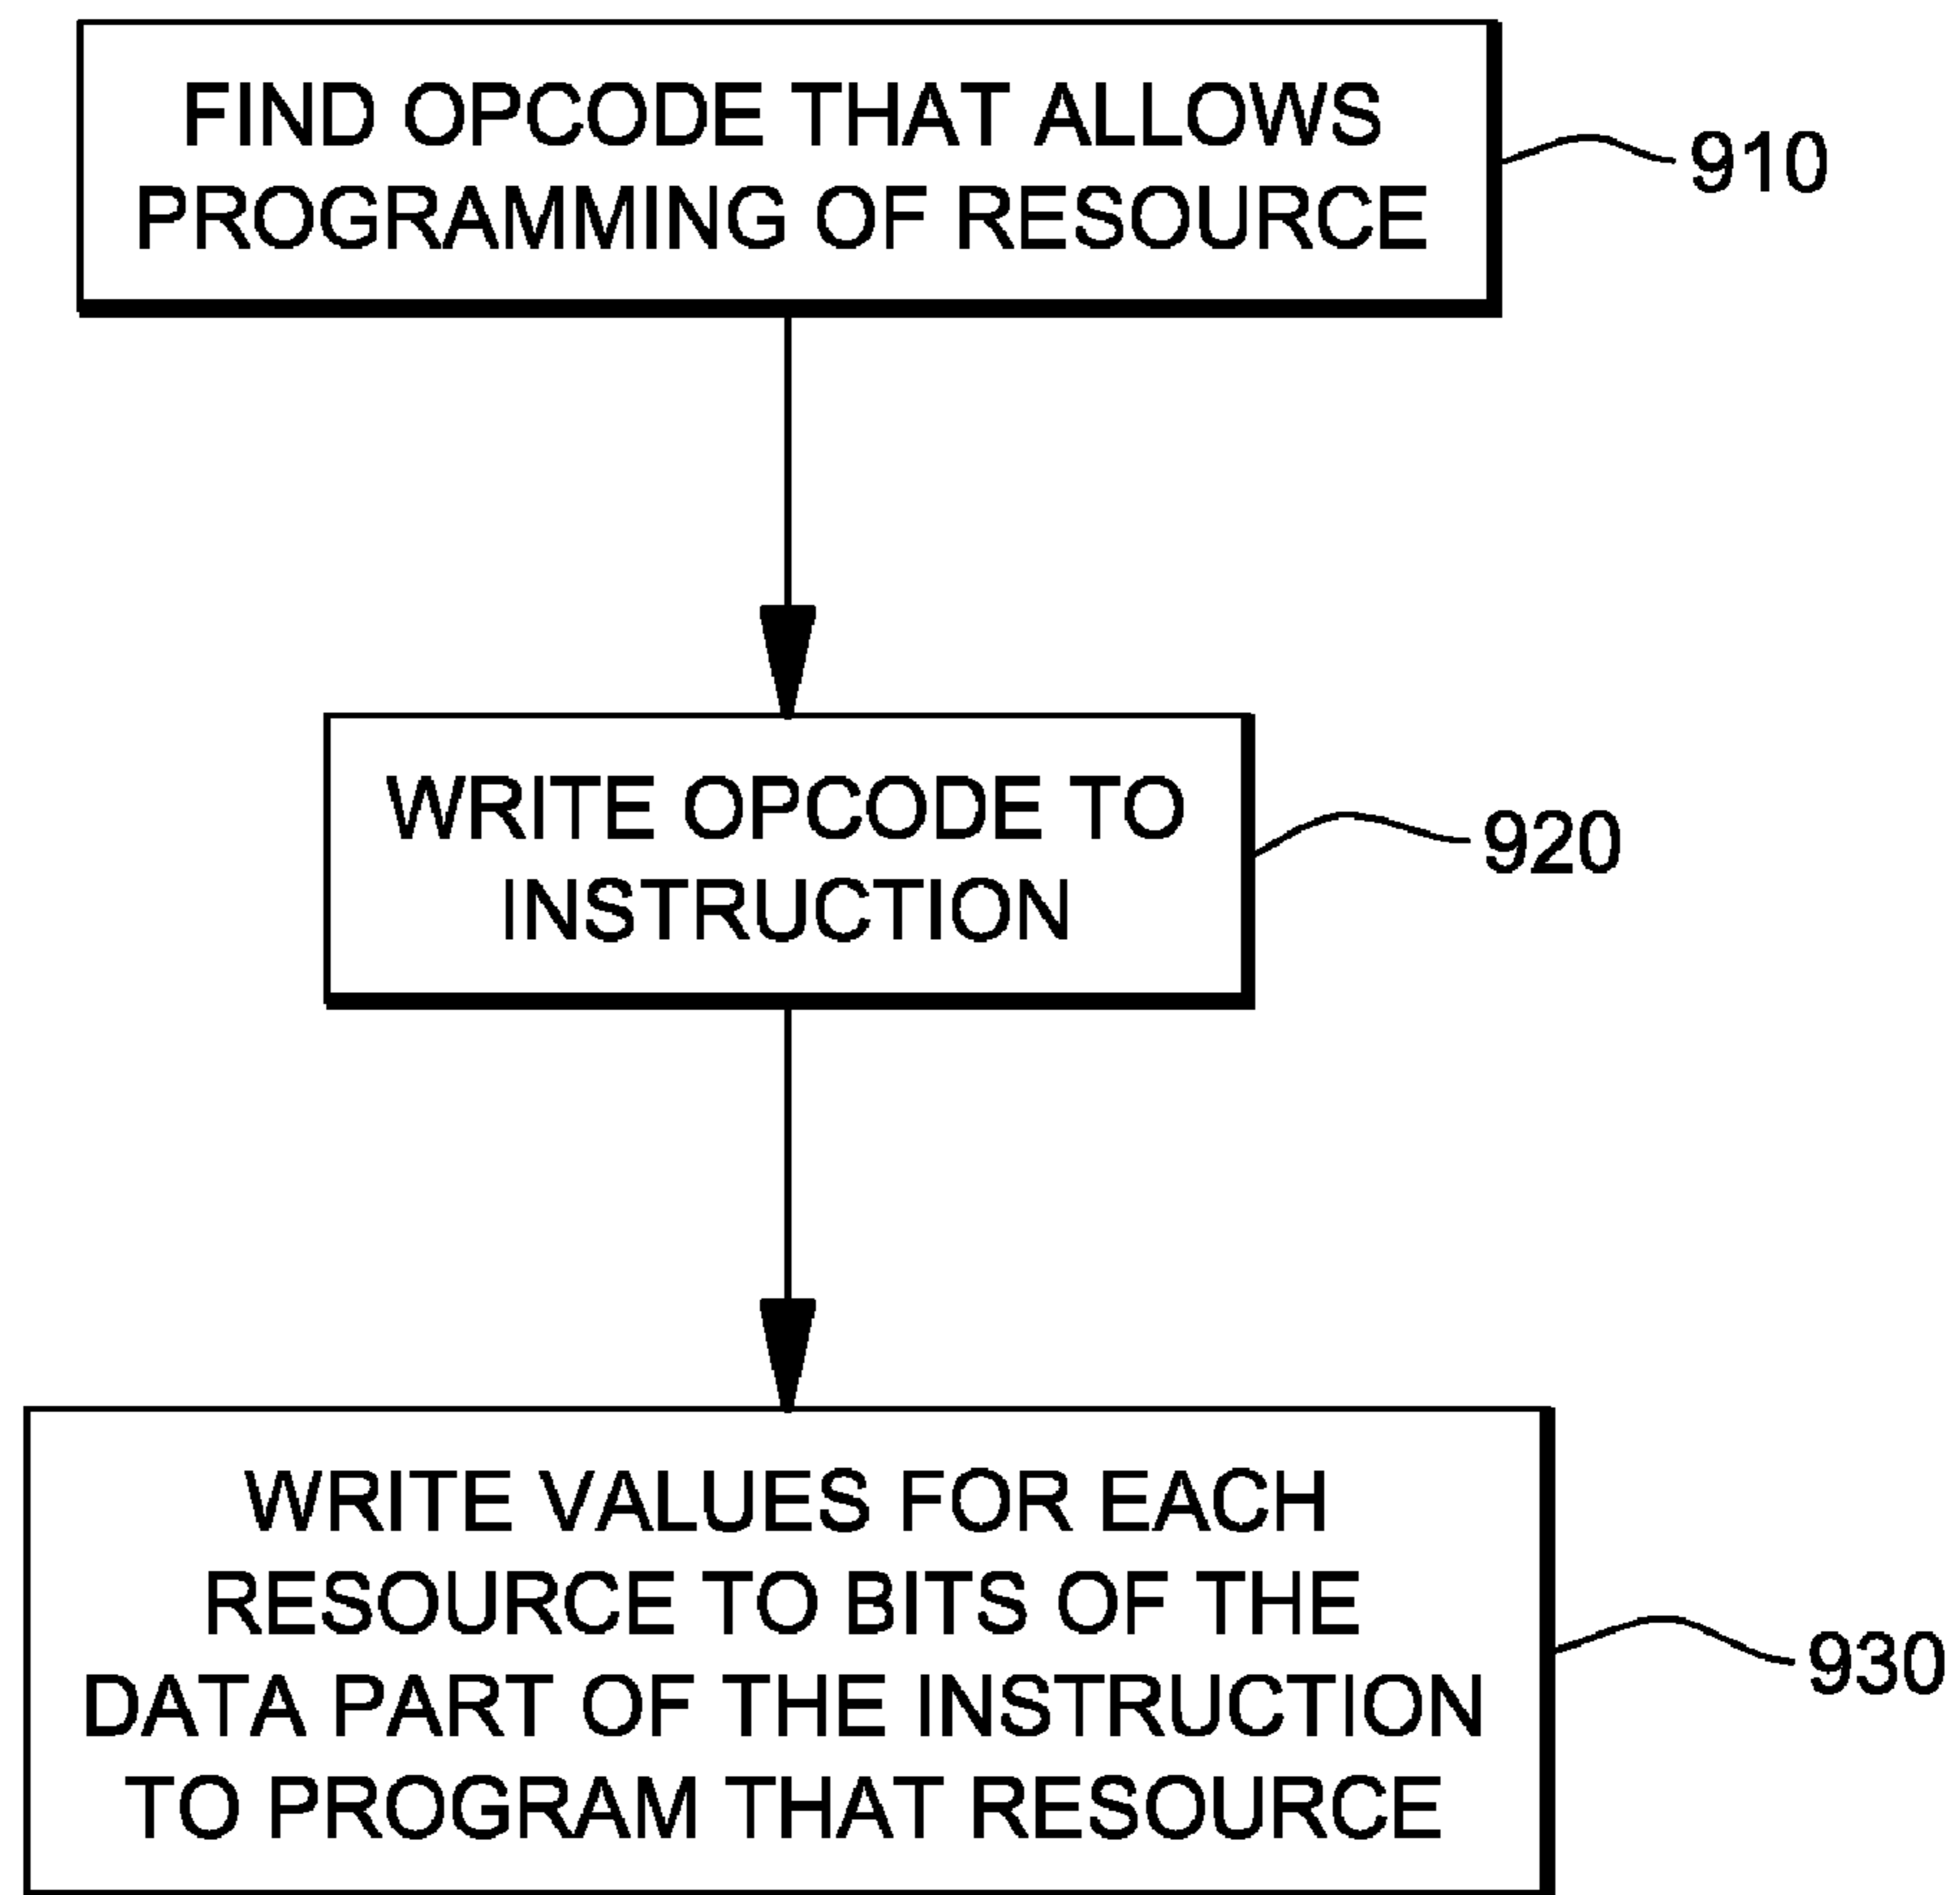 FIND OPCODE THAT ALLOWS
PROGRAMMING OF RESOURCE
910
WRITE OPCODE TO
INSTRUCTION
920
WRITE VALUES FOR EACH
RESOURCE TO BITS OF THE
DATA PART OF THE INSTRUCTION
TO PROGRAM THAT RESOURCE
930